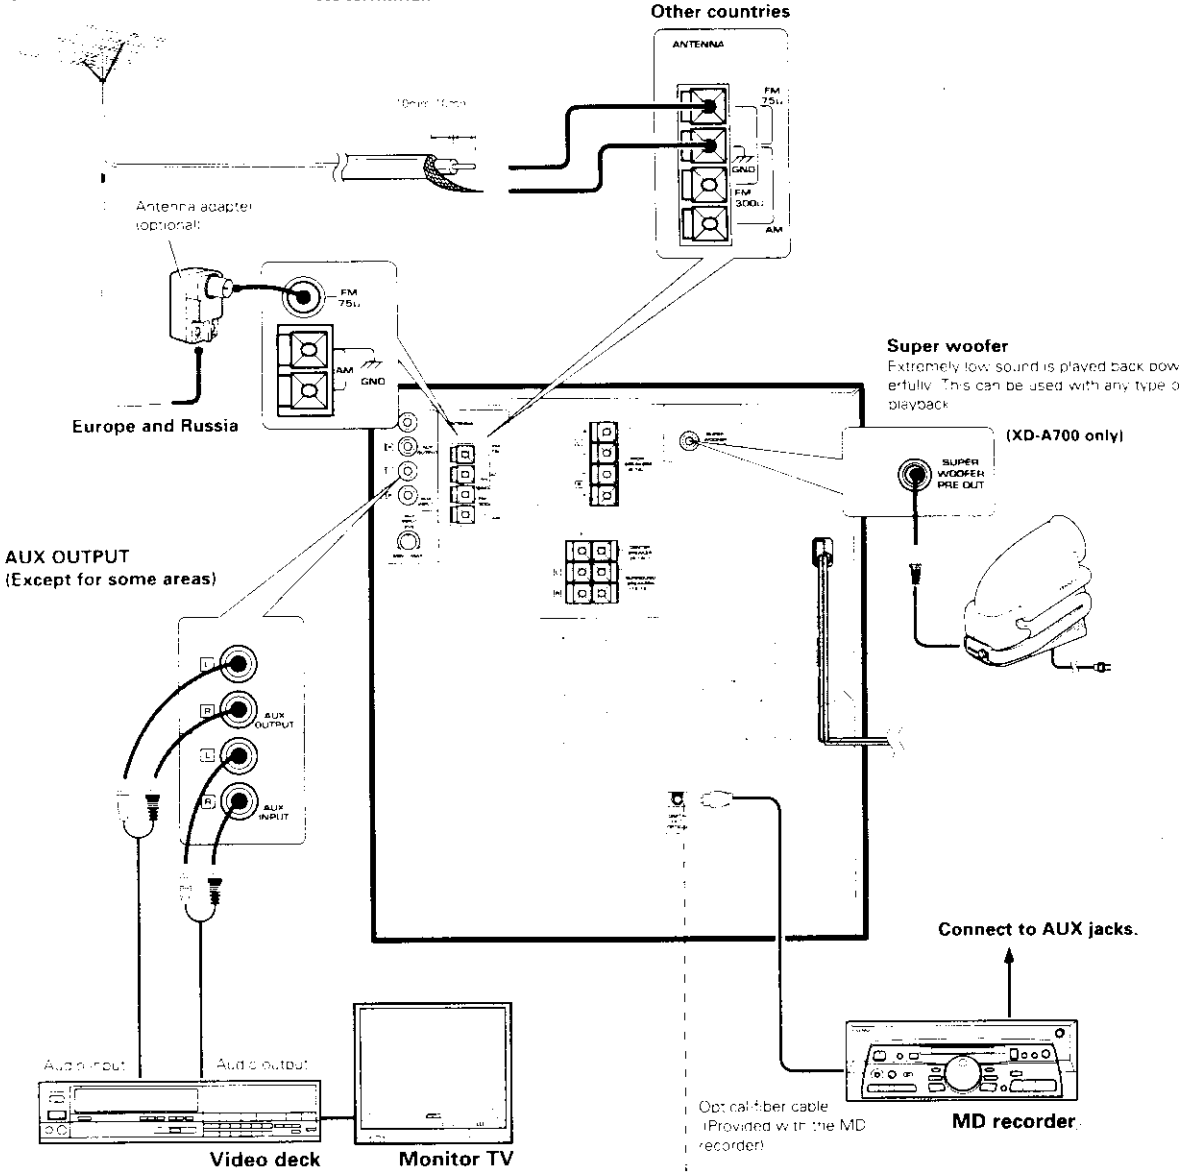 Other countries
ANTENNA
FM
75Ω
GND
FM
300Ω
AM
Antenna adapter
(optional)
FM
75Ω
AM
GND
Europe and Russia
Super woofer
Extremely low sound is played back pow
erfully. This can be used with any type o
playback
(XD-A700 only)
SUPER
WOOFER
PRE OUT
ANTENNA
SUPER
WOOFER
AUX OUTPUT
(Except for some areas)
L
R
AUX
OUTPUT
L
R
AUX
INPUT
Connect to AUX jacks.
Audio input
Audio output
Optical-fiber cable
(Provided with the MD
recorder)
MD recorder
Video deck
Monitor TV